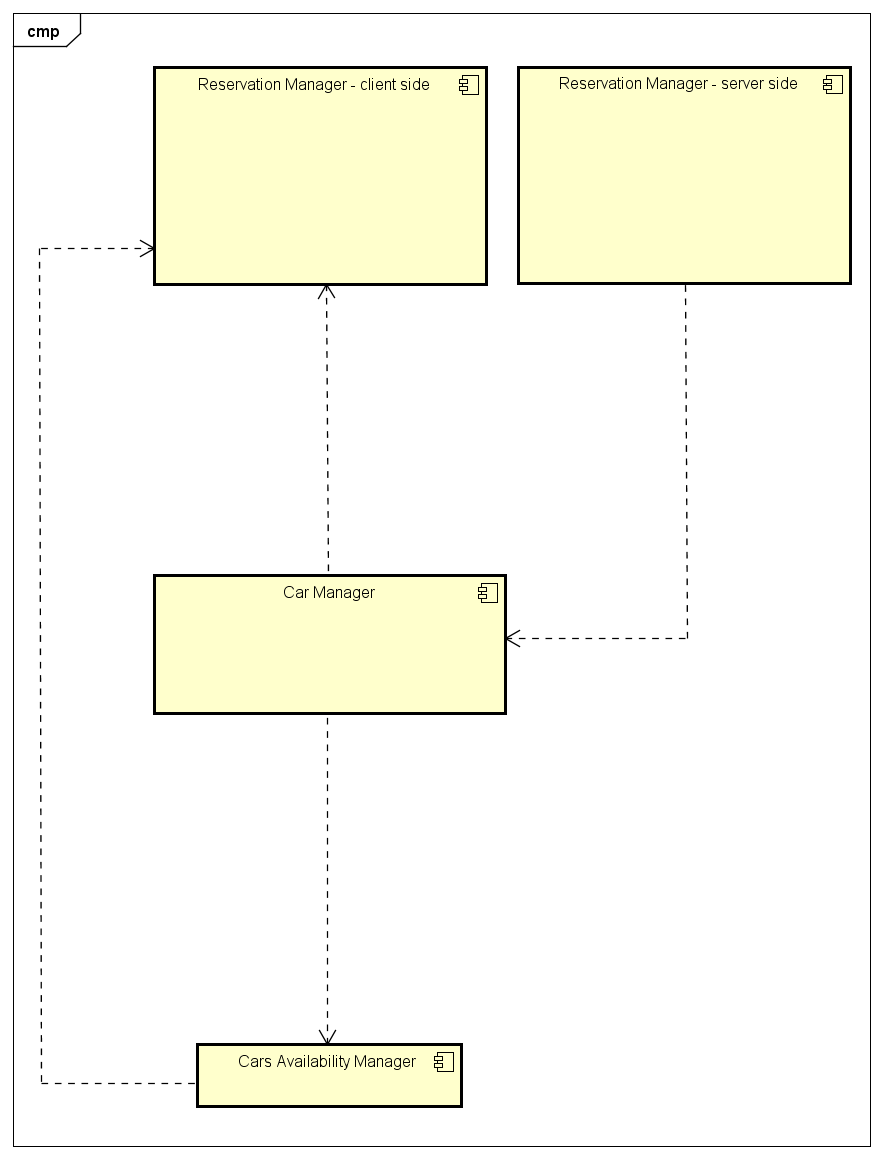 cmp
Reservation Manager - client side
Reservation Manager - server side
Car Manager
Cars Availability Manager